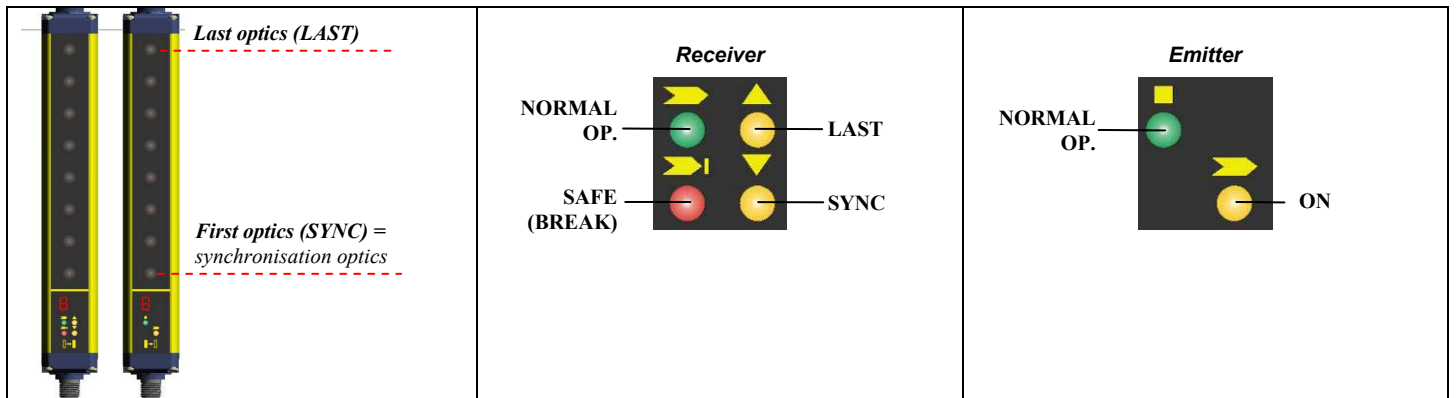 Last optics (LAST)
First optics (SYNC) =
synchronisation optics
Receiver
NORMAL
OP.
LAST
SAFE
(BREAK)
SYNC
Emitter
NORMAL
OP.
ON